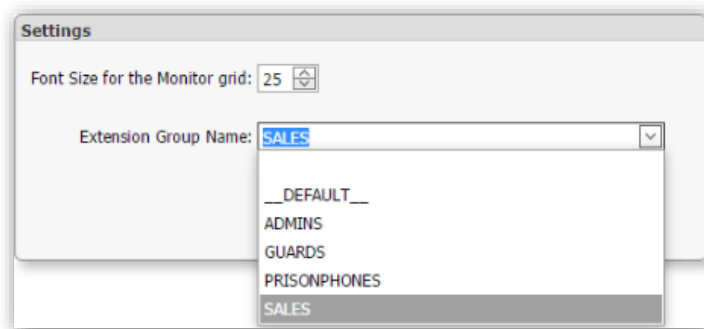 Settings
Font Size for the Monitor grid: 25
Extension Group Name: SALES
__DEFAULT__
ADMINS
GUARDS
PRISONPHONES
SALES